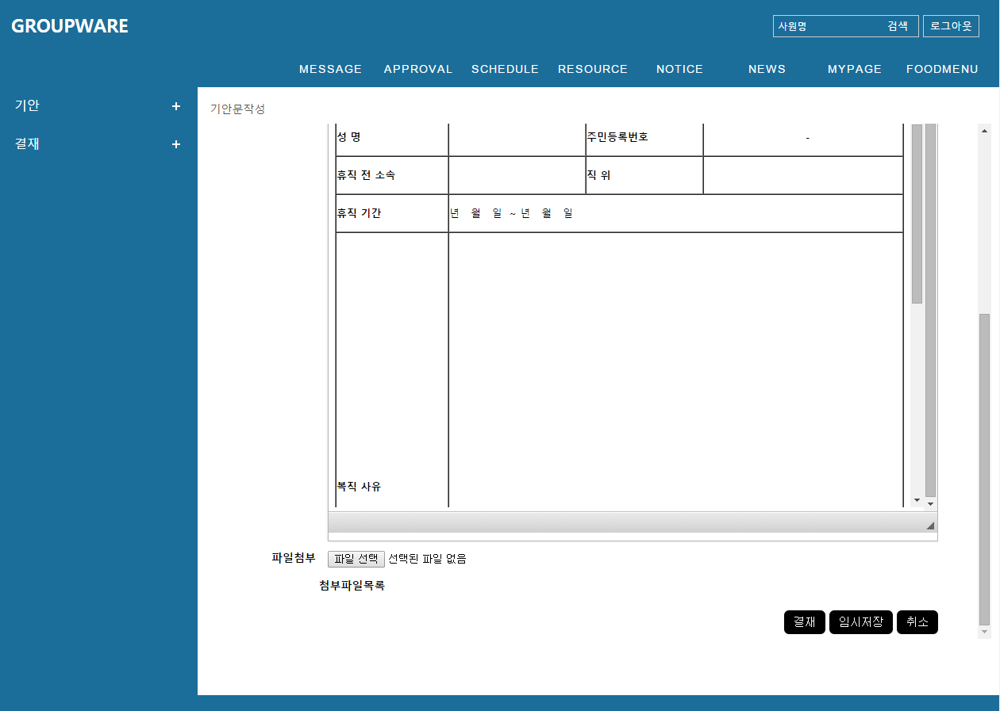 GROUPWARE
사원명 검색 로그아웃
MESSAGE APPROVAL SCHEDULE RESOURCE NOTICE NEWS MYPAGE FOODMENU
기안 +
결재 +
기안문작성
성 명 주민등록번호 -
휴직 전 소속 직 위
휴직 기간 년 월 일 ~ 년 월 일
복직 사유
파일첨부 파일 선택 선택된 파일 없음
첨부파일목록
결재 임시저장 취소